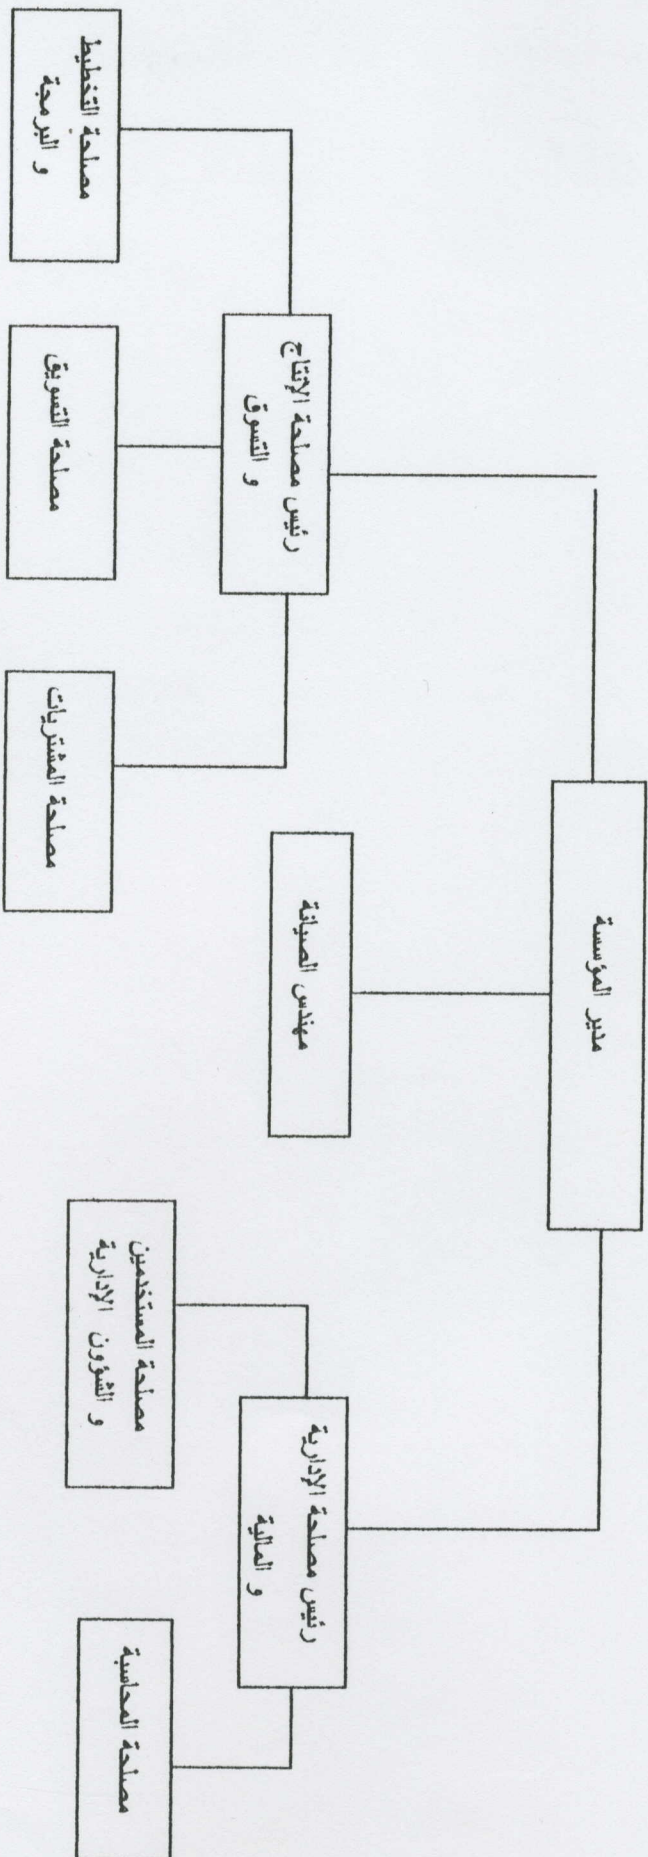 مدير المؤسسة
مهندس الصيانة
رئيس مصلحة الإدارية
و المالية
رئيس مصلحة الإنتاج
و التسوق
مصلحة المحاسبة
مصلحة المستخدمين
و الشؤون الإدارية
مصلحة المشتريات
مصلحة التسويق
مصلحة التخطيط
و البرمجة